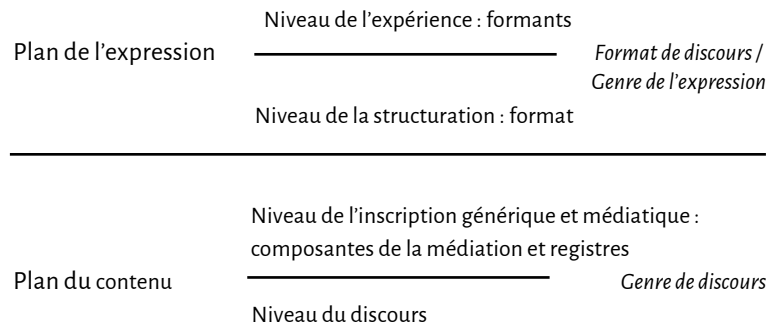 Niveau de l’expérience : formants
Plan de l’expression
Format de discours /
Genre de l’expression
Niveau de la structuration : format
Niveau de l’inscription générique et médiatique :
composantes de la médiation et registres
Plan du contenu
Genre de discours
Niveau du discours